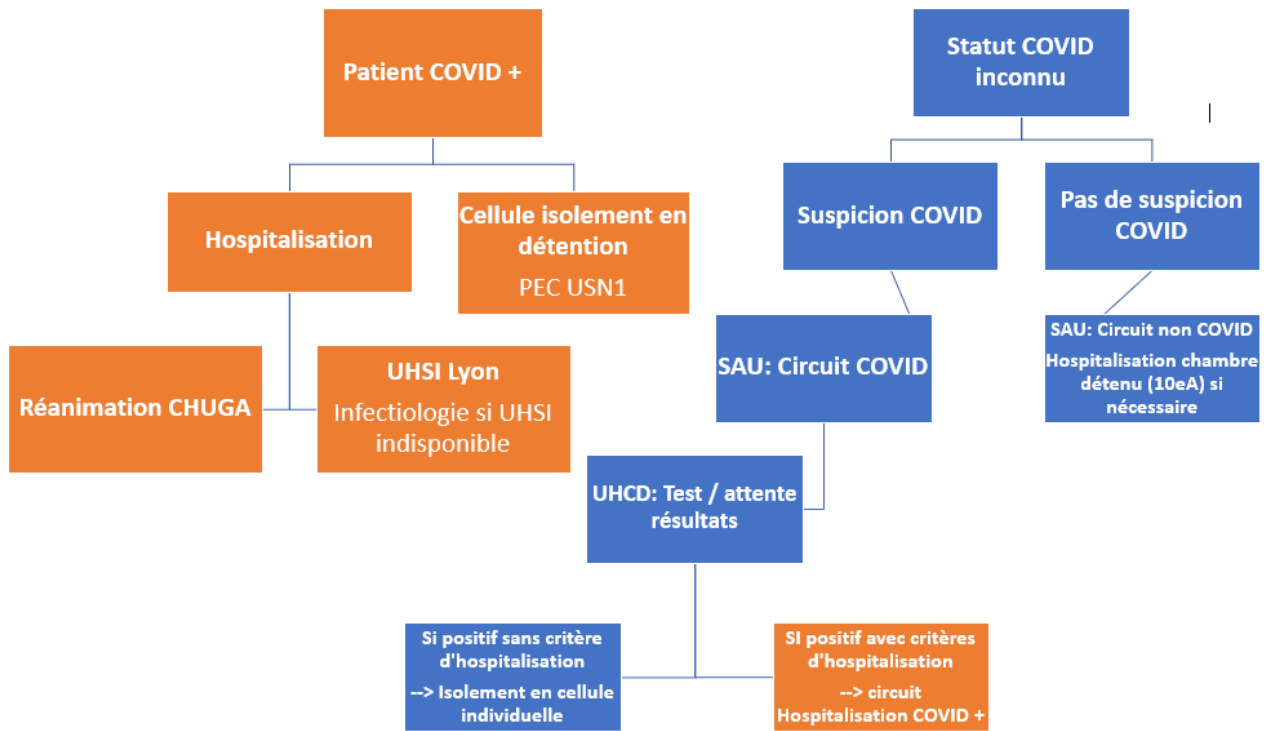 Patient COVID +
Hospitalisation
Cellule isolement en
détention
PEC USN1
Réanimation CHUGA
UHSI Lyon
Infectiologie si UHSI
indisponible
Statut COVID
inconnu
Suspicion COVID
Pas de suspicion
COVID
SAU: Circuit COVID
SAU: Circuit non COVID
Hospitalisation chambre
détenu (10eA) si
nécessaire
UHCD: Test / attente
résultats
Si positif sans critère
d'hospitalisation
--> Isolement en cellule
individuelle
SI positif avec critères
d'hospitalisation
--> circuit
Hospitalisation COVID +